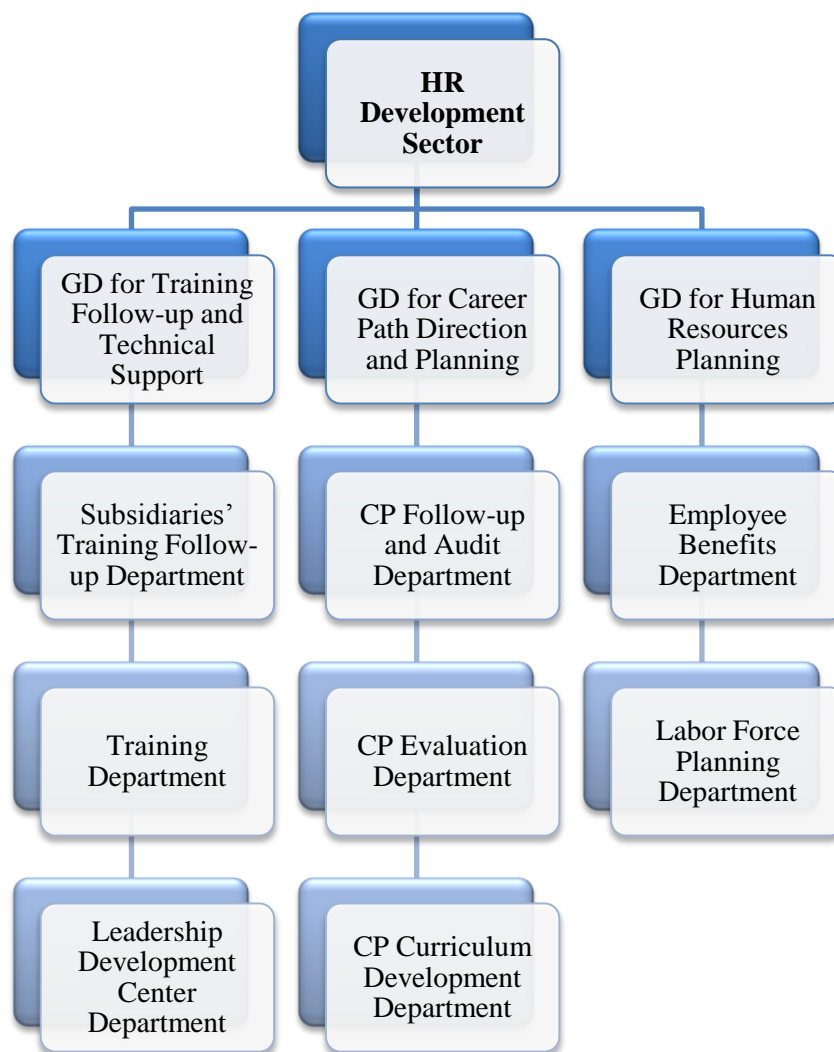 HR
Development
Sector
GD for Training
Follow-up and
Technical
Support
GD for Career
Path Direction
and Planning
GD for Human
Resources
Planning
Subsidiaries’
Training Follow-
up Department
CP Follow-up
and Audit
Department
Employee
Benefits
Department
Training
Department
CP Evaluation
Department
Labor Force
Planning
Department
Leadership
Development
Center
Department
CP Curriculum
Development
Department